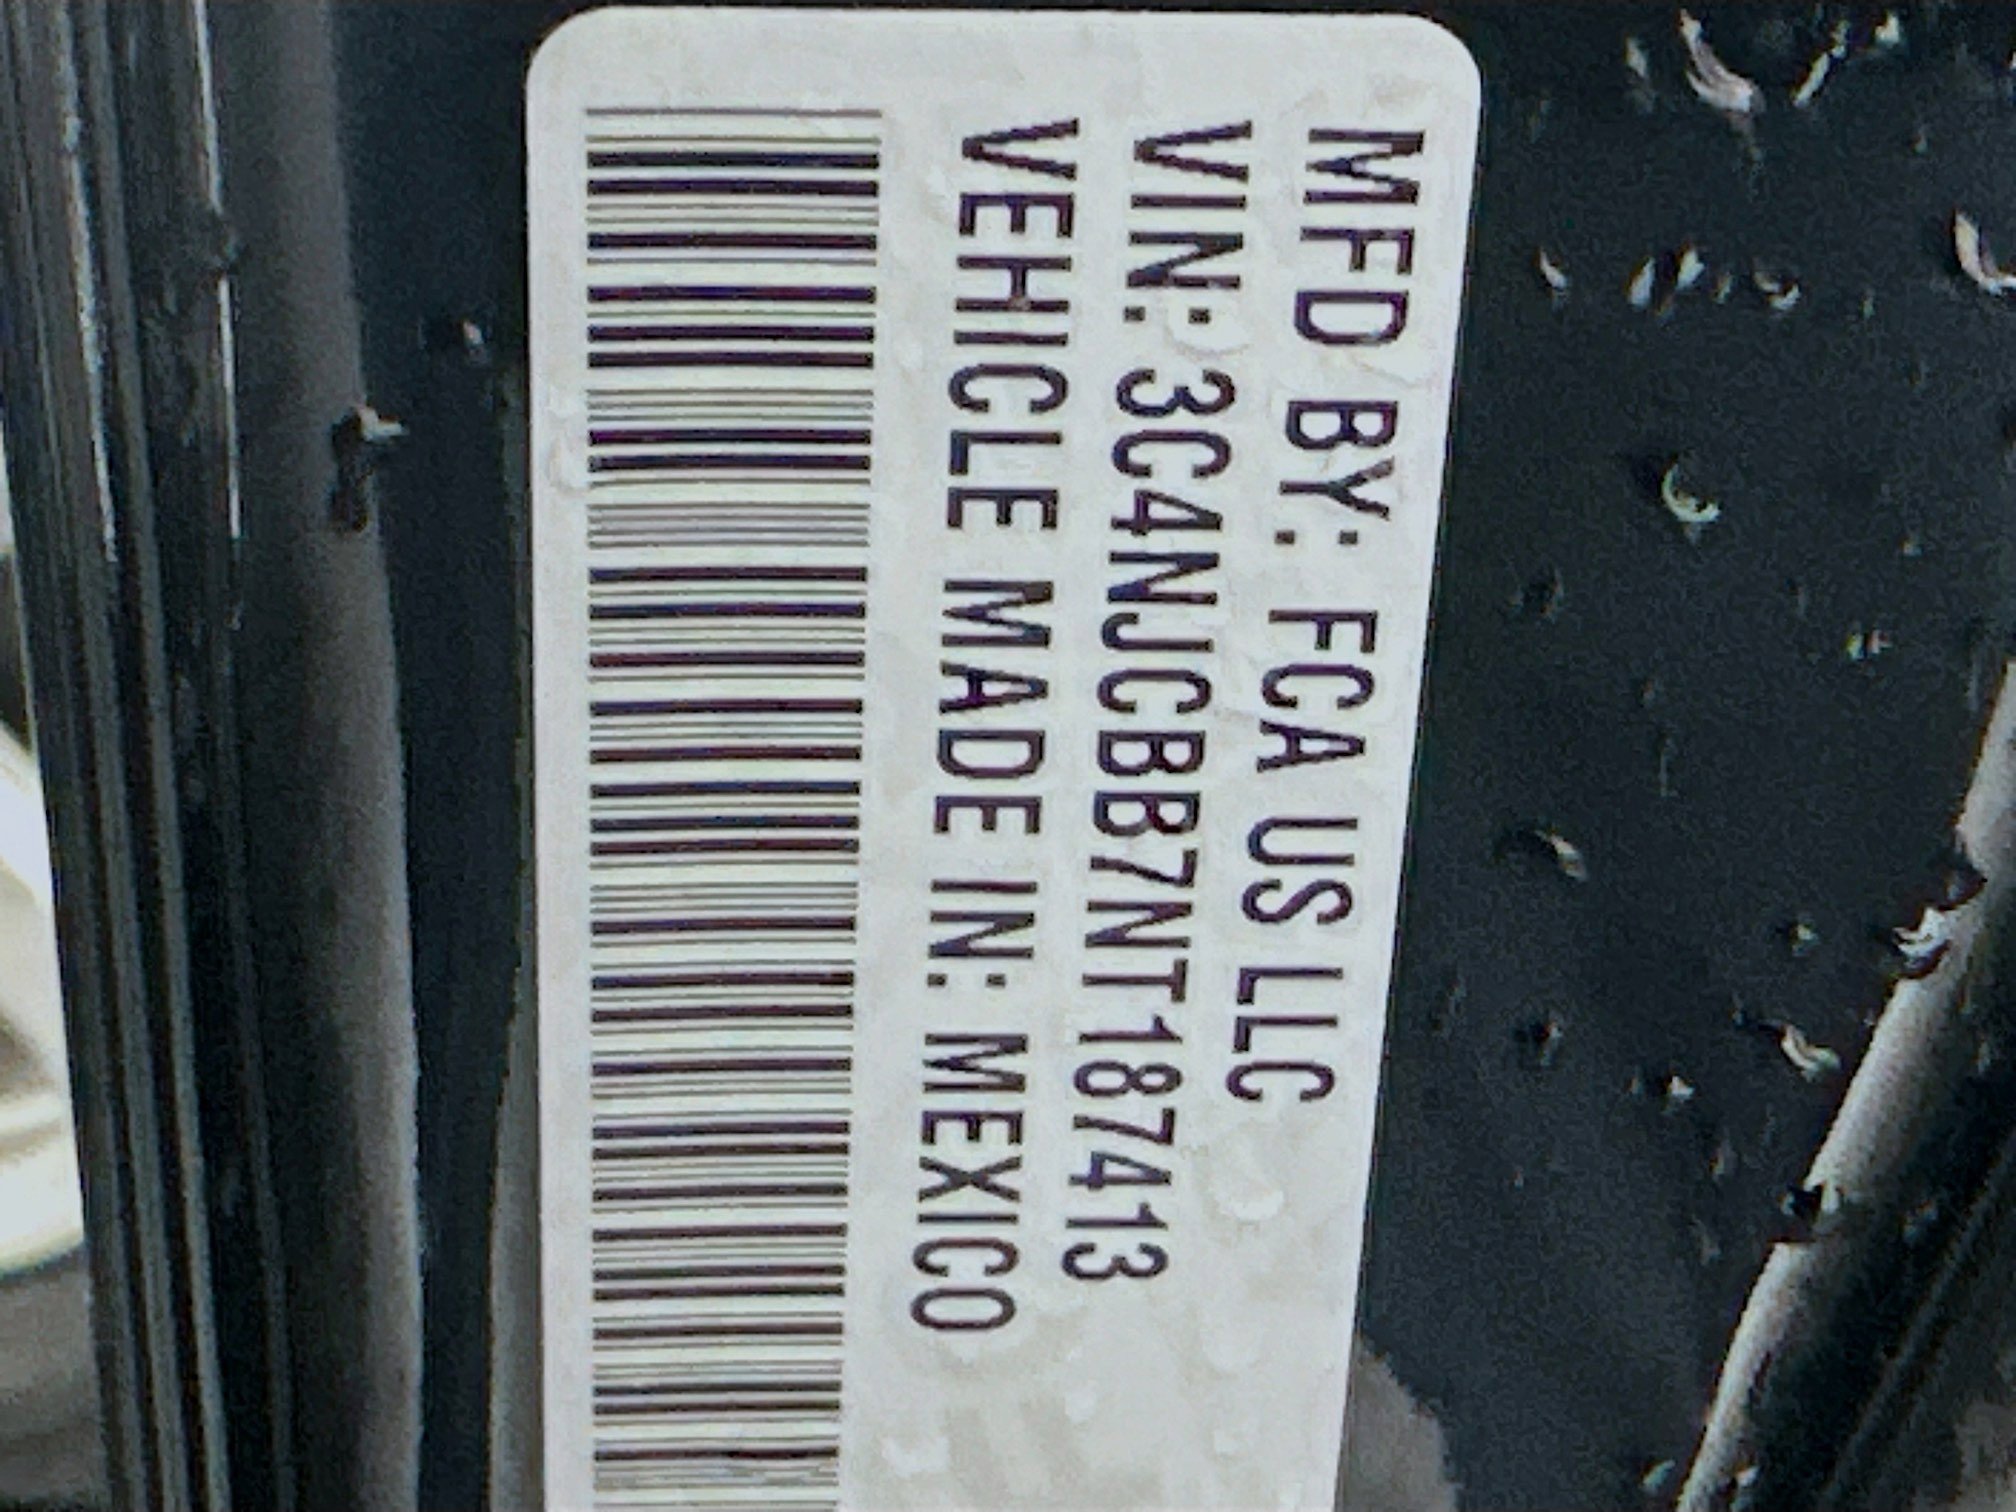 MFD BY: FCA US LLC
VIN: 3C4NJCBB7NT187413
VEHICLE MADE IN: MEXICO